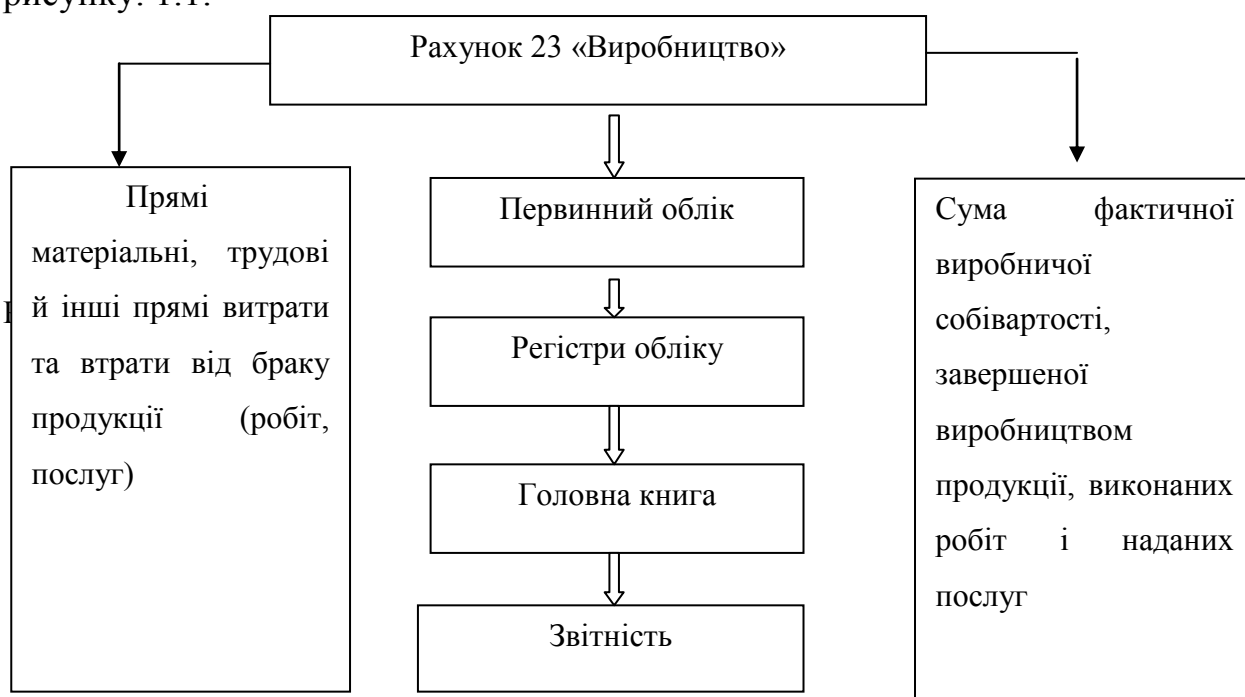 рисунку. 1.1.
Рахунок 23 «Виробництво»
Прямі
матеріальні, трудові
й інші прямі витрати
та втрати від браку
продукції (робіт,
послуг)
Первинний облік
Регістри обліку
Головна книга
Звітність
Сума фактичної
виробничої
собівартості,
завершеної
виробництвом
продукції, виконаних
робіт і наданих
послуг